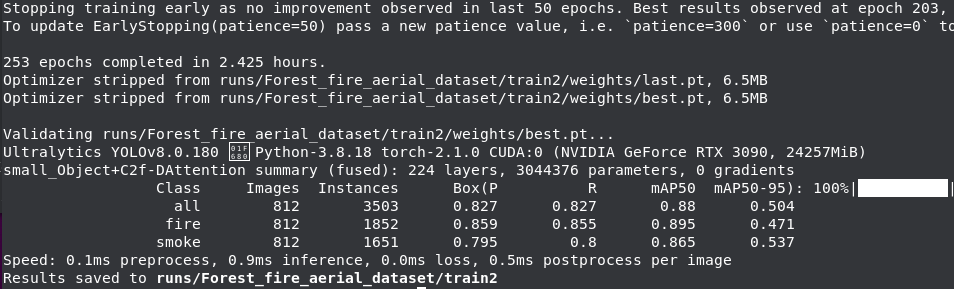 Stopping training early as no improvement observed in last 50 epochs. Best results observed at epoch 203,
To update EarlyStopping(patience=50) pass a new patience value, i.e. `patience=300` or use `patience=0` to
253 epochs completed in 2.425 hours.
Optimizer stripped from runs/Forest_fire_aerial_dataset/train2/weights/last.pt, 6.5MB
Optimizer stripped from runs/Forest_fire_aerial_dataset/train2/weights/best.pt, 6.5MB
Validating runs/Forest_fire_aerial_dataset/train2/weights/best.pt...
Ultralytics YOLOv8.0.180 01F680 Python-3.8.18 torch-2.1.0 CUDA:0 (NVIDIA GeForce RTX 3090, 24257MiB)
small_Object+C2f-DAttention summary (fused): 224 layers, 3044376 parameters, 0 gradients
Class Images Instances Box(P R mAP50 mAP50-95): 100%|
all 812 3503 0.827 0.827 0.88 0.504
fire 812 1852 0.859 0.855 0.895 0.471
smoke 812 1651 0.795 0.8 0.865 0.537
Speed: 0.1ms preprocess, 0.9ms inference, 0.0ms loss, 0.5ms postprocess per image
Results saved to runs/Forest_fire_aerial_dataset/train2